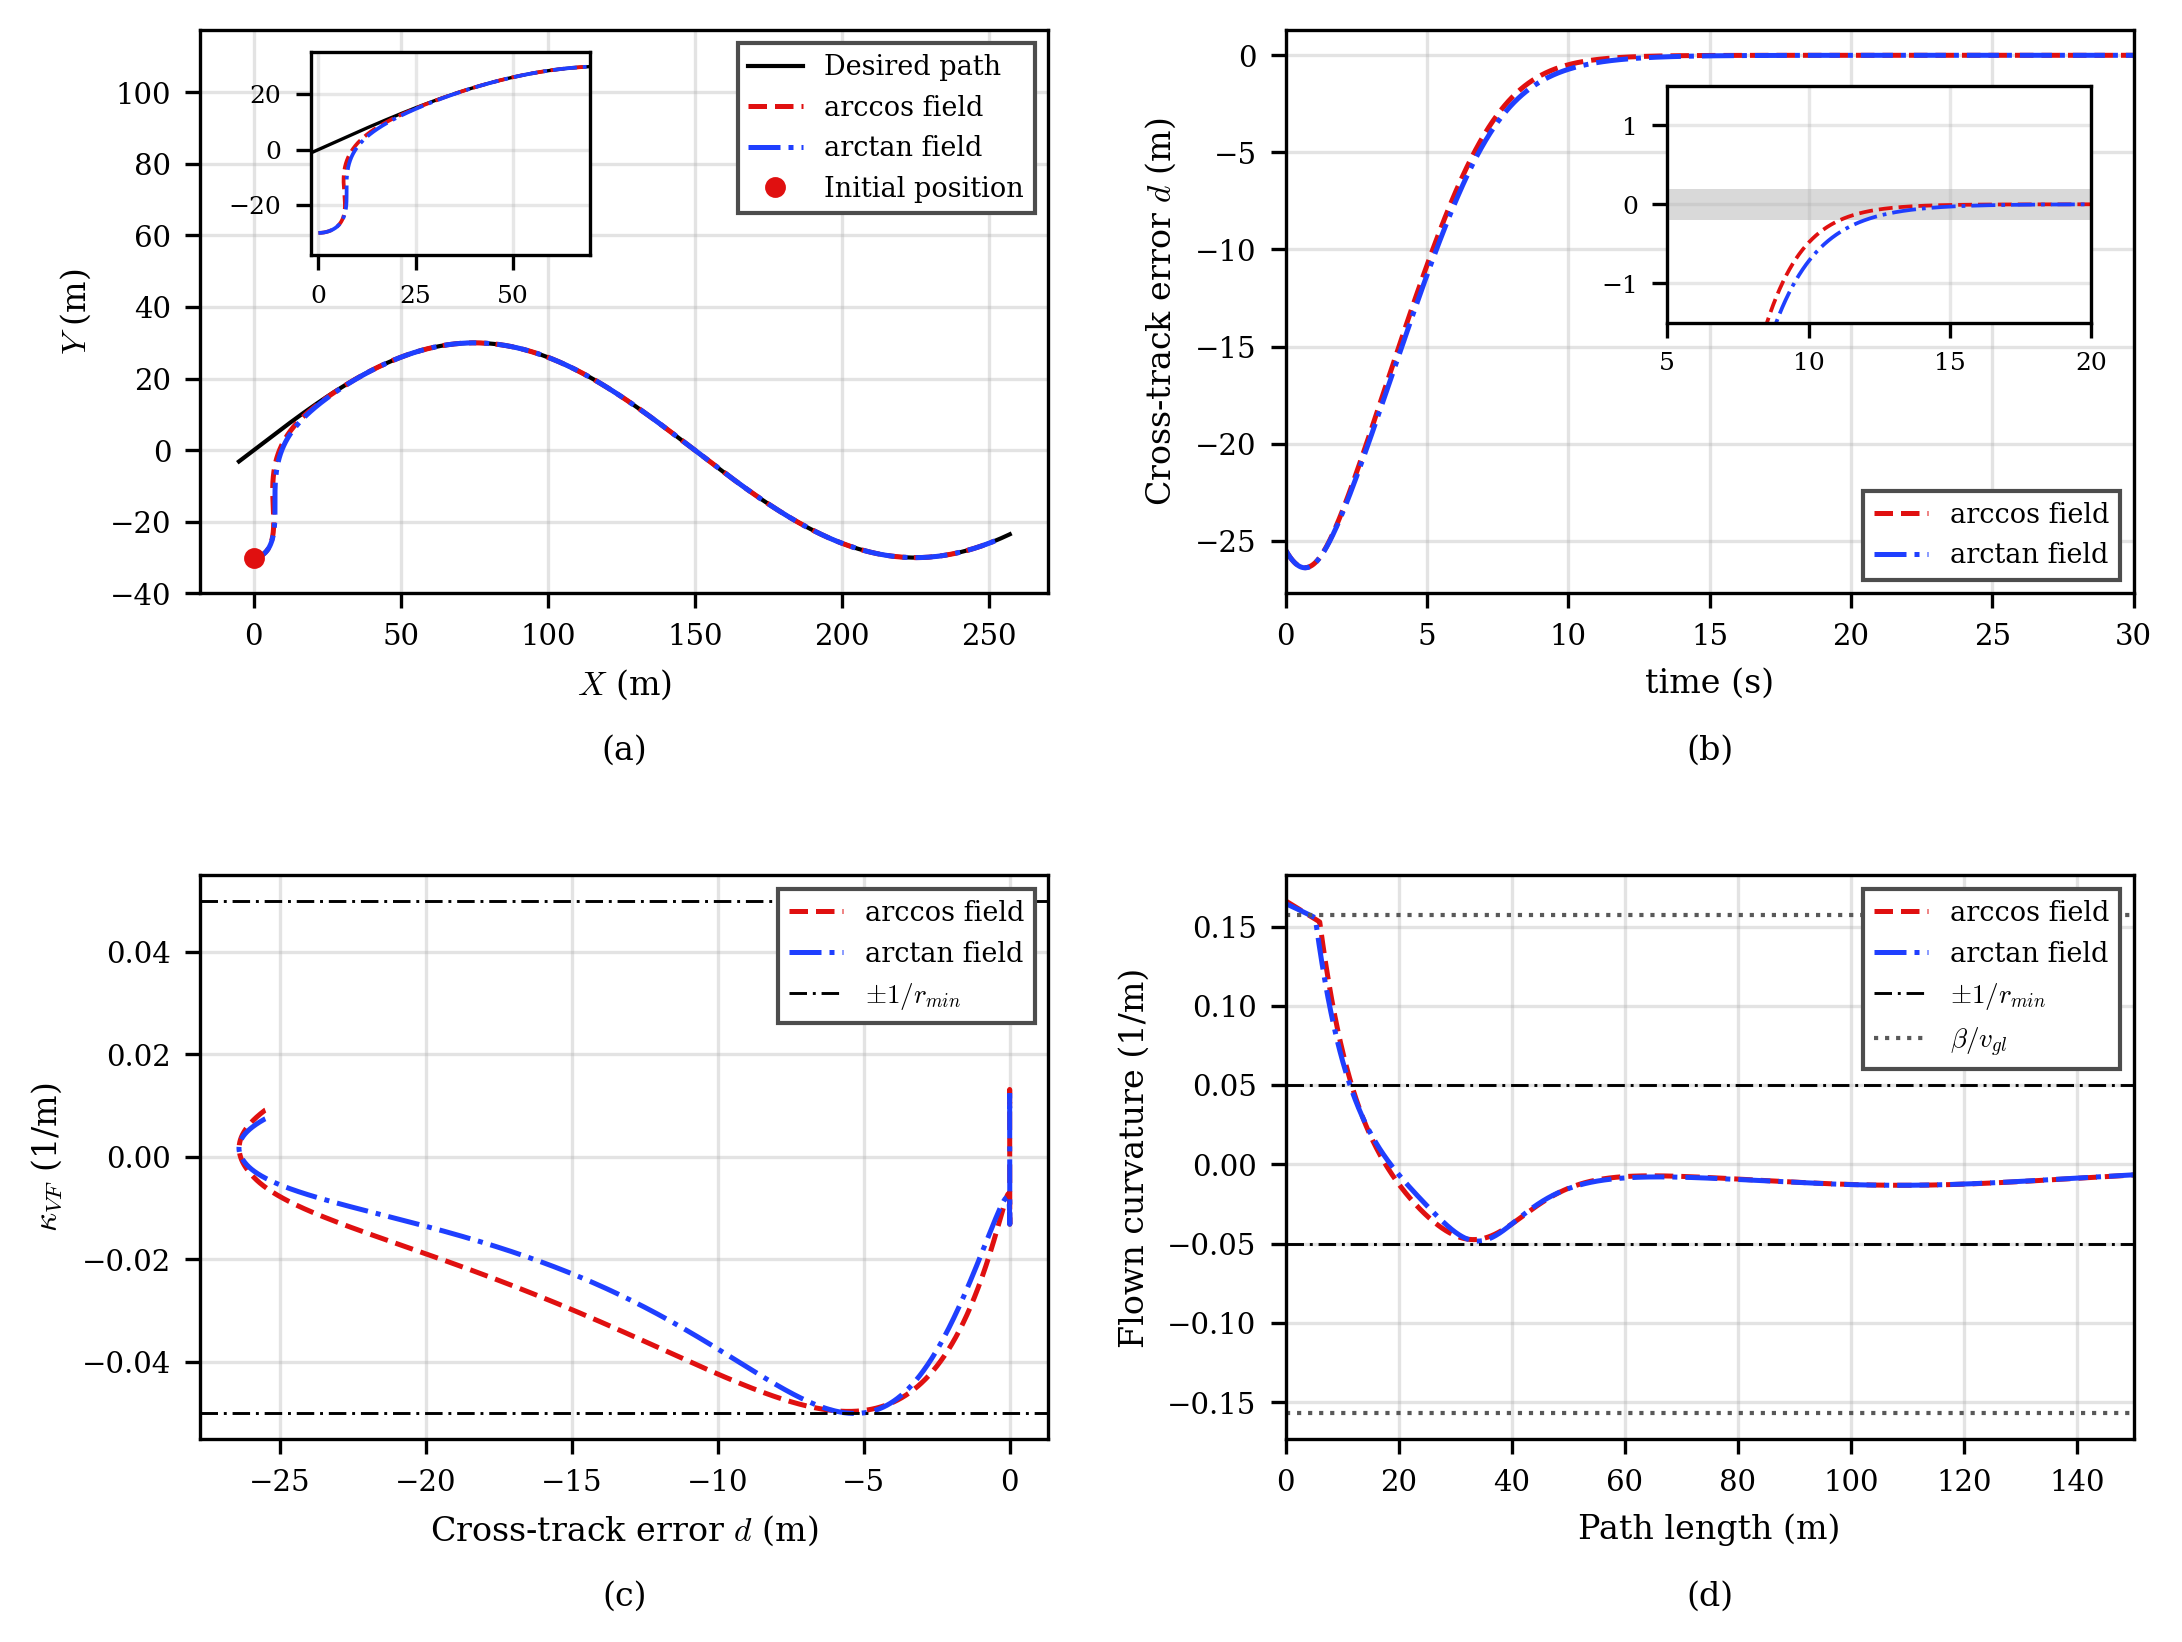 100
80
60
40
20
0
−20
−40
0
50
100
150
200
250
20
0
−20
0
25
50
Desired path
arccos field
arctan field
Initial position
Y (m)
X (m)
(a)
0
−5
−10
−15
−20
−25
0
5
10
15
20
25
30
1
0
−1
5
10
15
20
arccos field
arctan field
Cross-track error d (m)
time (s)
(b)
0.04
0.02
0.00
−0.02
−0.04
−25
−20
−15
−10
−5
0
arccos field
arctan field
±1/r_min
κ_VF (1/m)
Cross-track error d (m)
(c)
0.15
0.10
0.05
0.00
−0.05
−0.10
−0.15
0
20
40
60
80
100
120
140
arccos field
arctan field
±1/r_min
β/v_gl
Flown curvature (1/m)
Path length (m)
(d)